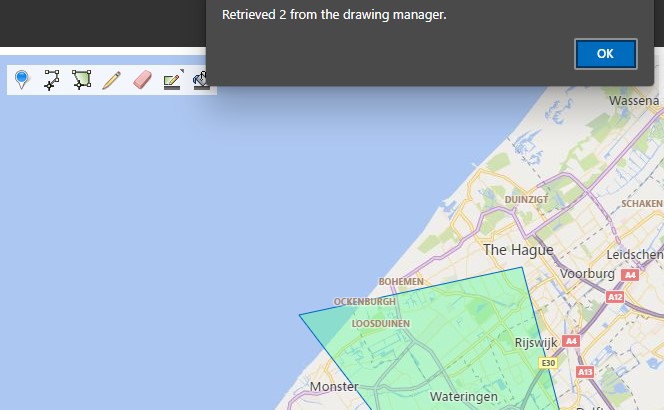 Retrieved 2 from the drawing manager.
OK
Wassena
DUINZIGT
SCHAKEN
The Hague
Leidschen
Voorburg
A4
BOHEMEN
A12
OCKENBURGH
LOOSDUINEN
Rijswijk
A4
E30
A13
Monster
Wateringen
Delft